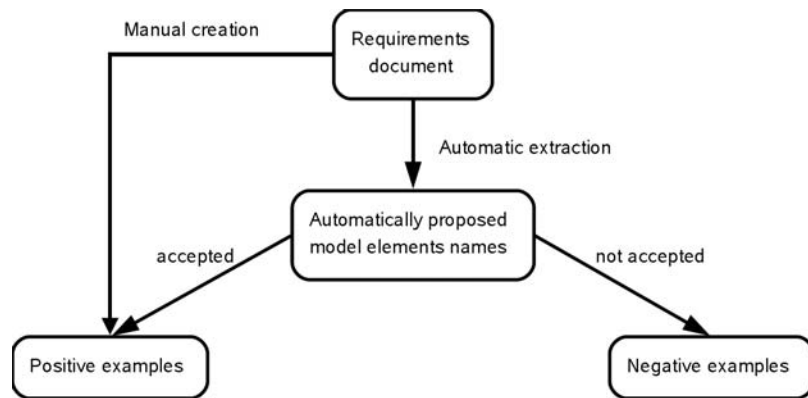 Manual creation
Requirements
document
Automatic extraction
Automatically proposed
model elements names
accepted
not accepted
Positive examples
Negative examples